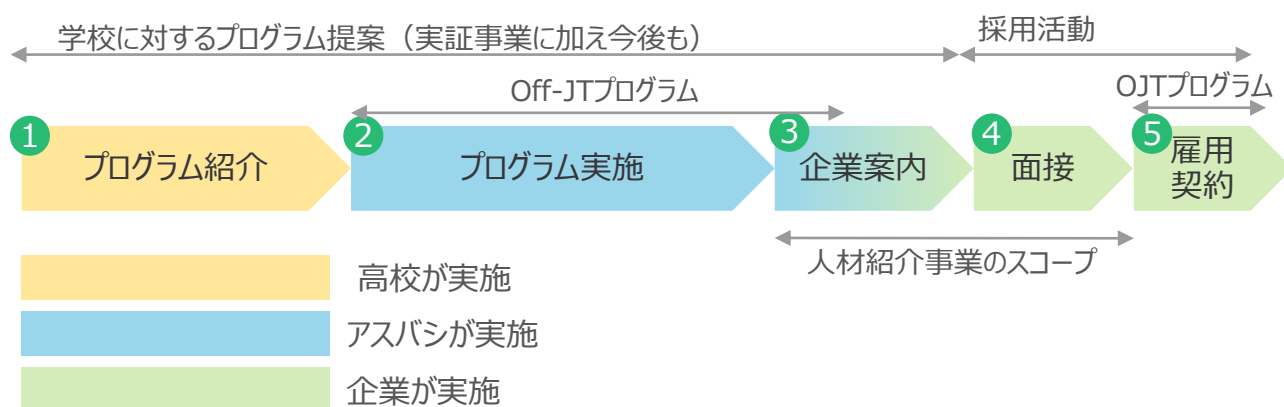 学校に対するプログラム提案（実証事業に加え今後も）
採用活動
Off-JTプログラム
OJTプログラム
1
プログラム紹介
2
プログラム実施
3
企業案内
4
面接
5
雇用
契約
人材紹介事業のスコープ
高校が実施
アスバシが実施
企業が実施